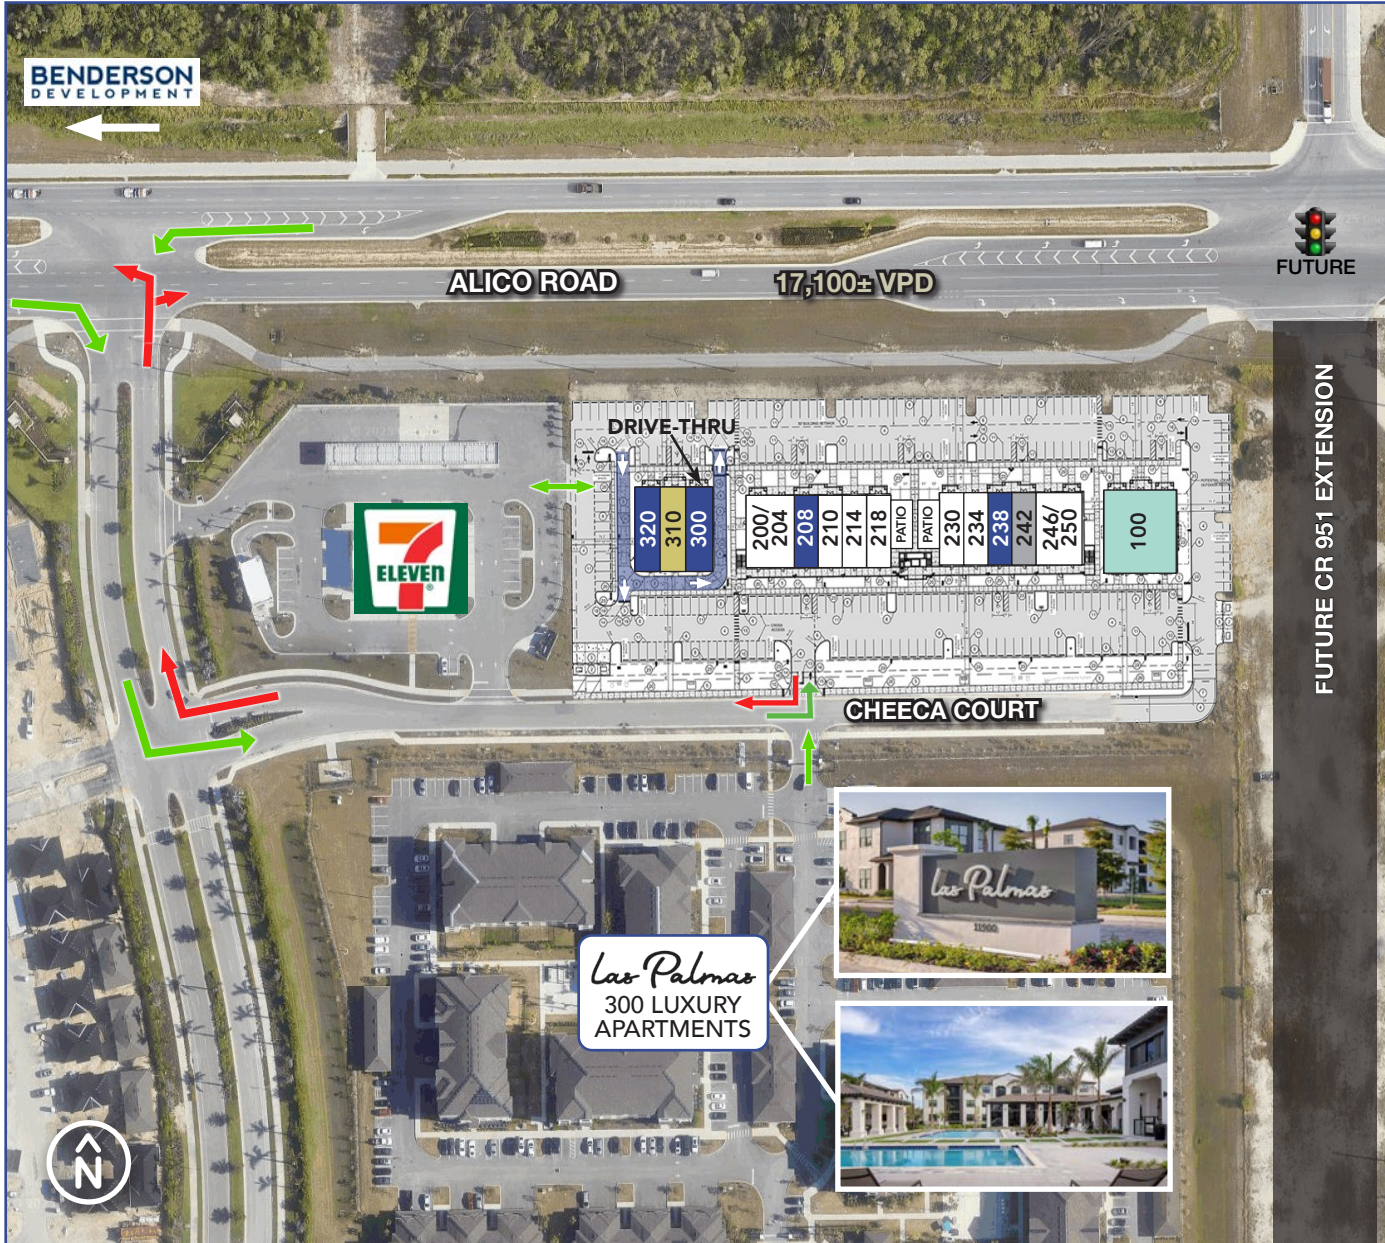 BENDERSON
DEVELOPMENT
FUTURE
ALICO ROAD
17,100± VPD
FUTURE CR 951 EXTENSION
DRIVE-THRU
7
ELEVEN
®
320
310
300
200/
204
208
210
214
218
PATIO
PATIO
230
234
238
242
246/
250
100
CHEECA COURT
Las Palmas
11900
Las Palmas
300 LUXURY
APARTMENTS
N